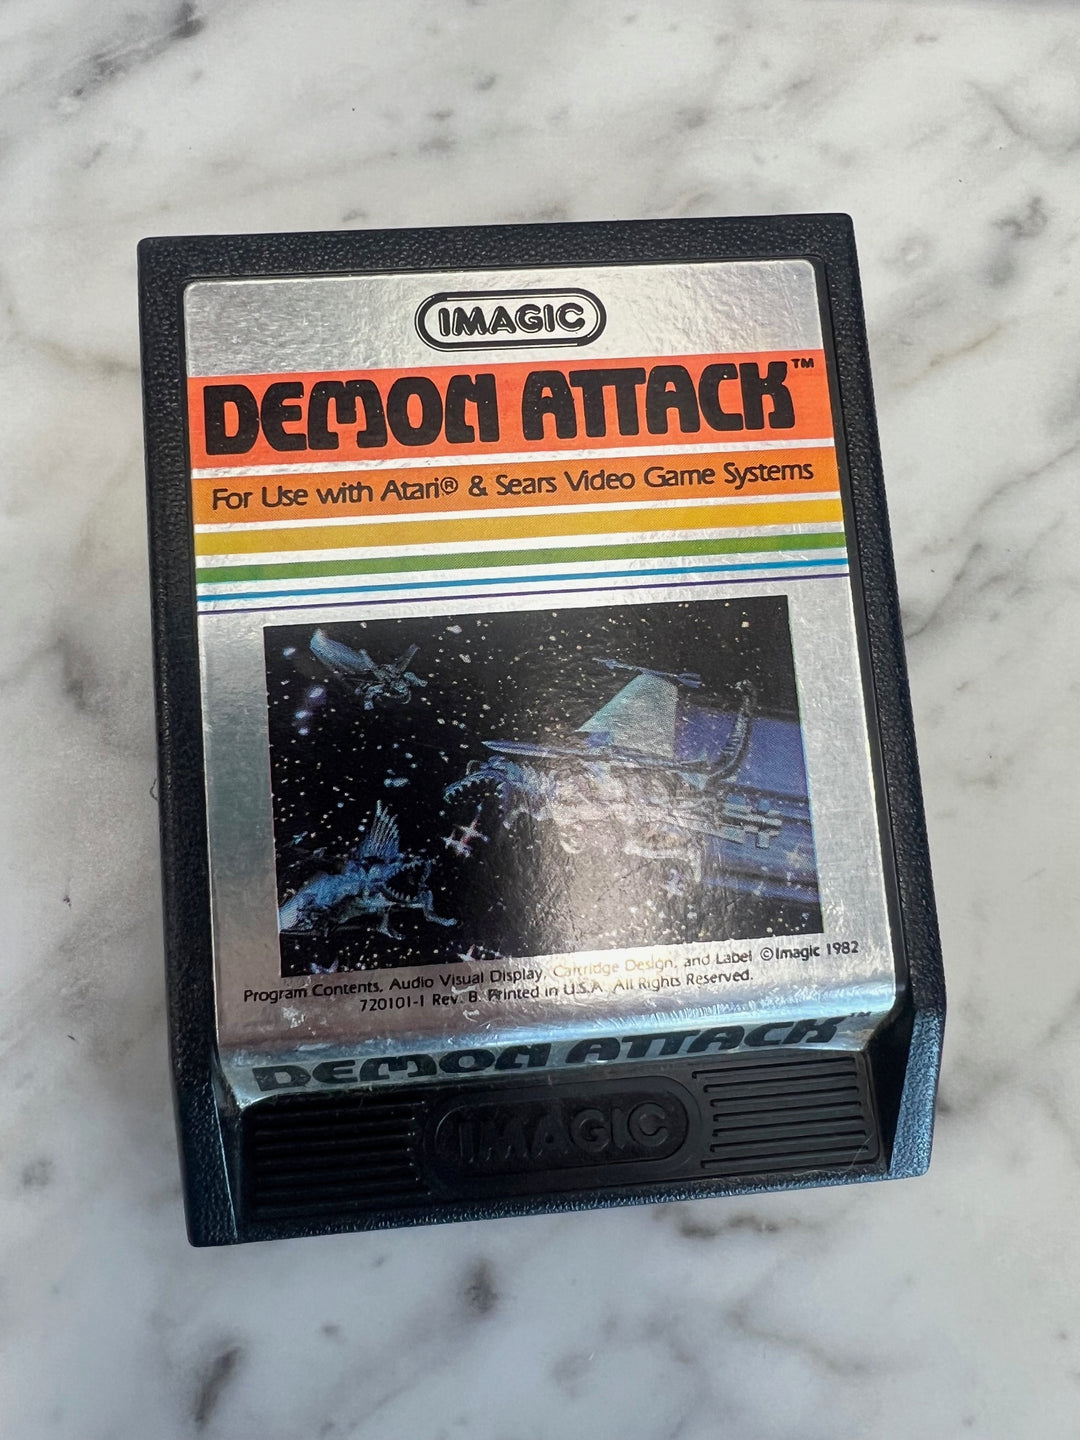 IMAGIC
DEMON ATTACK™
For Use with Atari® & Sears Video Game Systems
Program Contents, Audio Visual Display, Cartridge Design, and Label ©Imagic 1982
720101-1 Rev. B. Printed in U.S.A. All Rights Reserved.
DEMON ATTACK™
IMAGIC